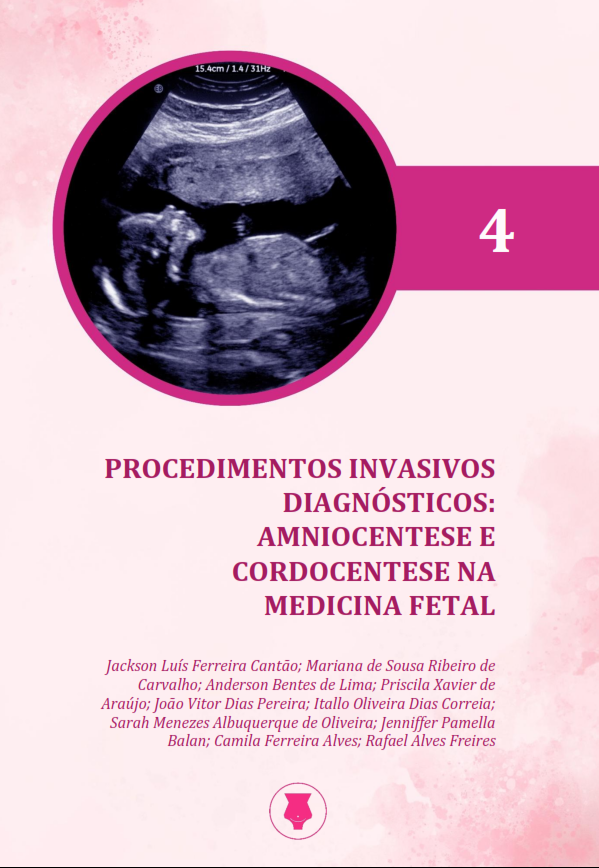 15.4cm / 1.4 / 31Hz
4
PROCEDIMENTOS INVASIVOS
DIAGNÓSTICOS:
AMNIOCENTESE E
CORDOCENTESE NA
MEDICINA FETAL
Jackson Luís Ferreira Cantão; Mariana de Sousa Ribeiro de
Carvalho; Anderson Bentes de Lima; Priscila Xavier de
Araújo; João Vitor Dias Pereira; Itallo Oliveira Dias Correia;
Sarah Menezes Albuquerque de Oliveira; Jenniffer Pamella
Balan; Camila Ferreira Alves; Rafael Alves Freires